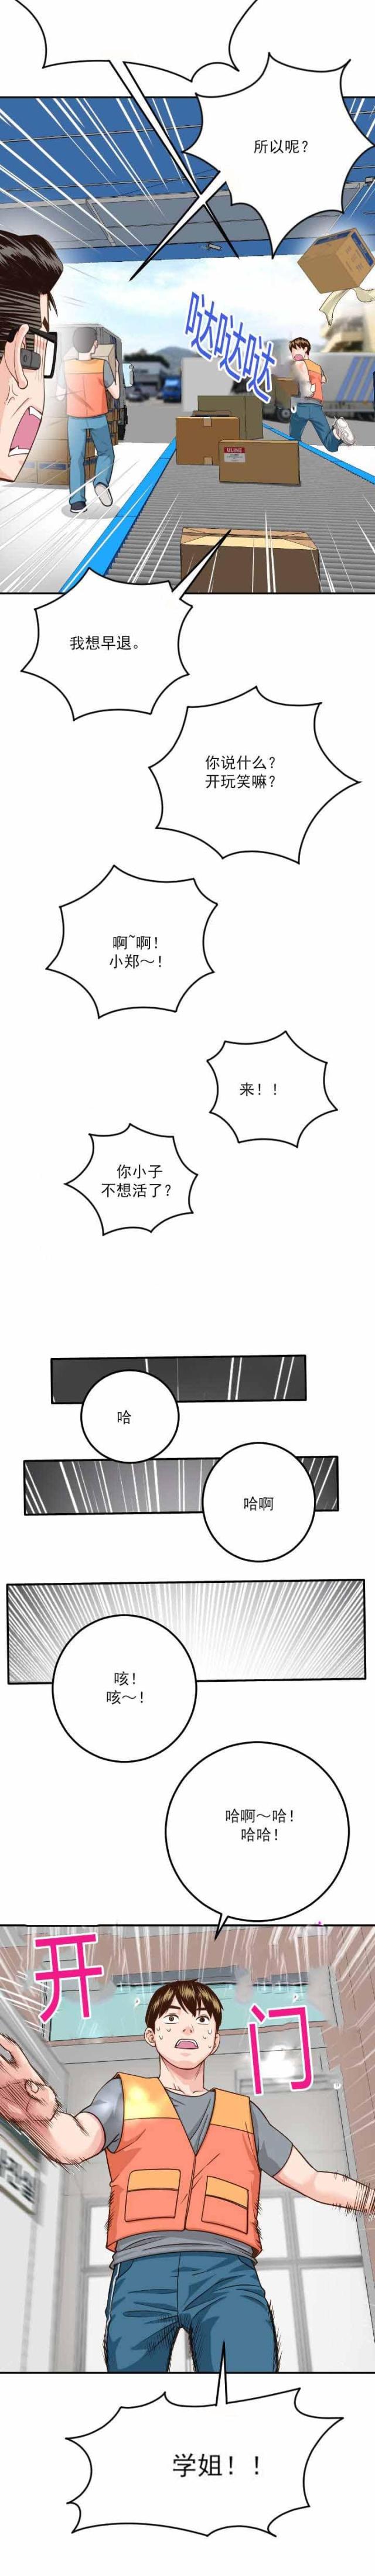 所以呢？
哒哒哒
ULINE
我想早退。
你说什么？
开玩笑嘛？
啊~啊！
小郑～！
来！！
你小子
不想活了？
哈
哈啊
咳！
咳～！
哈啊～哈！
哈哈！
开
门
学姐！！